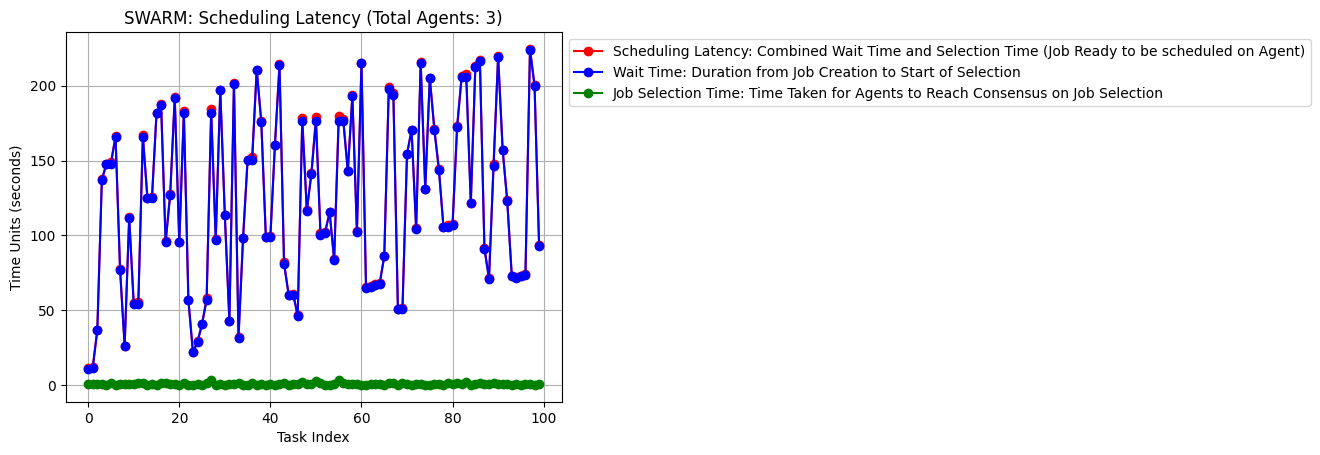 SWARM: Scheduling Latency (Total Agents: 3)
Scheduling Latency: Combined Wait Time and Selection Time (Job Ready to be scheduled on Agent)
Wait Time: Duration from Job Creation to Start of Selection
Job Selection Time: Time Taken for Agents to Reach Consensus on Job Selection
Time Units (seconds)
200
150
100
50
0
0 20 40 60 80 100
Task Index